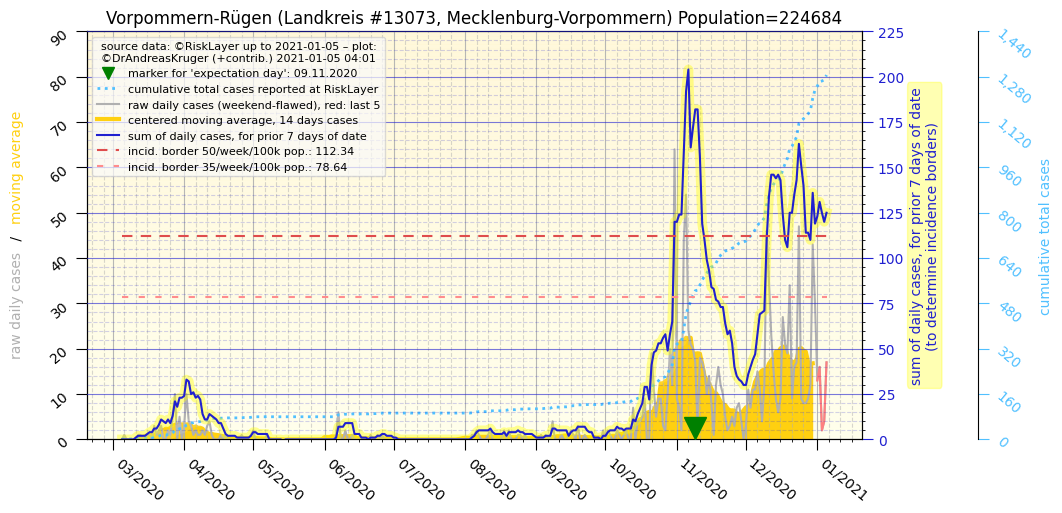 Vorpommern-Rügen (Landkreis #13073, Mecklenburg-Vorpommern) Population=224684
source data: ©RiskLayer up to 2021-01-05 – plot:
©DrAndreasKruger (+contrib.) 2021-01-05 04:01
marker for 'expectation day': 09.11.2020
cumulative total cases reported at RiskLayer
raw daily cases (weekend-flawed), red: last 5
centered moving average, 14 days cases
sum of daily cases, for prior 7 days of date
incid. border 50/week/100k pop.: 112.34
incid. border 35/week/100k pop.: 78.64
raw daily cases / moving average
90
80
70
60
50
40
30
20
10
0
03/2020
04/2020
05/2020
06/2020
07/2020
08/2020
09/2020
10/2020
11/2020
12/2020
01/2021
225
200
175
150
125
100
75
50
25
0
sum of daily cases, for prior 7 days of date
(to determine incidence borders)
1,440
1,280
1,120
960
800
640
480
320
160
0
cumulative total cases